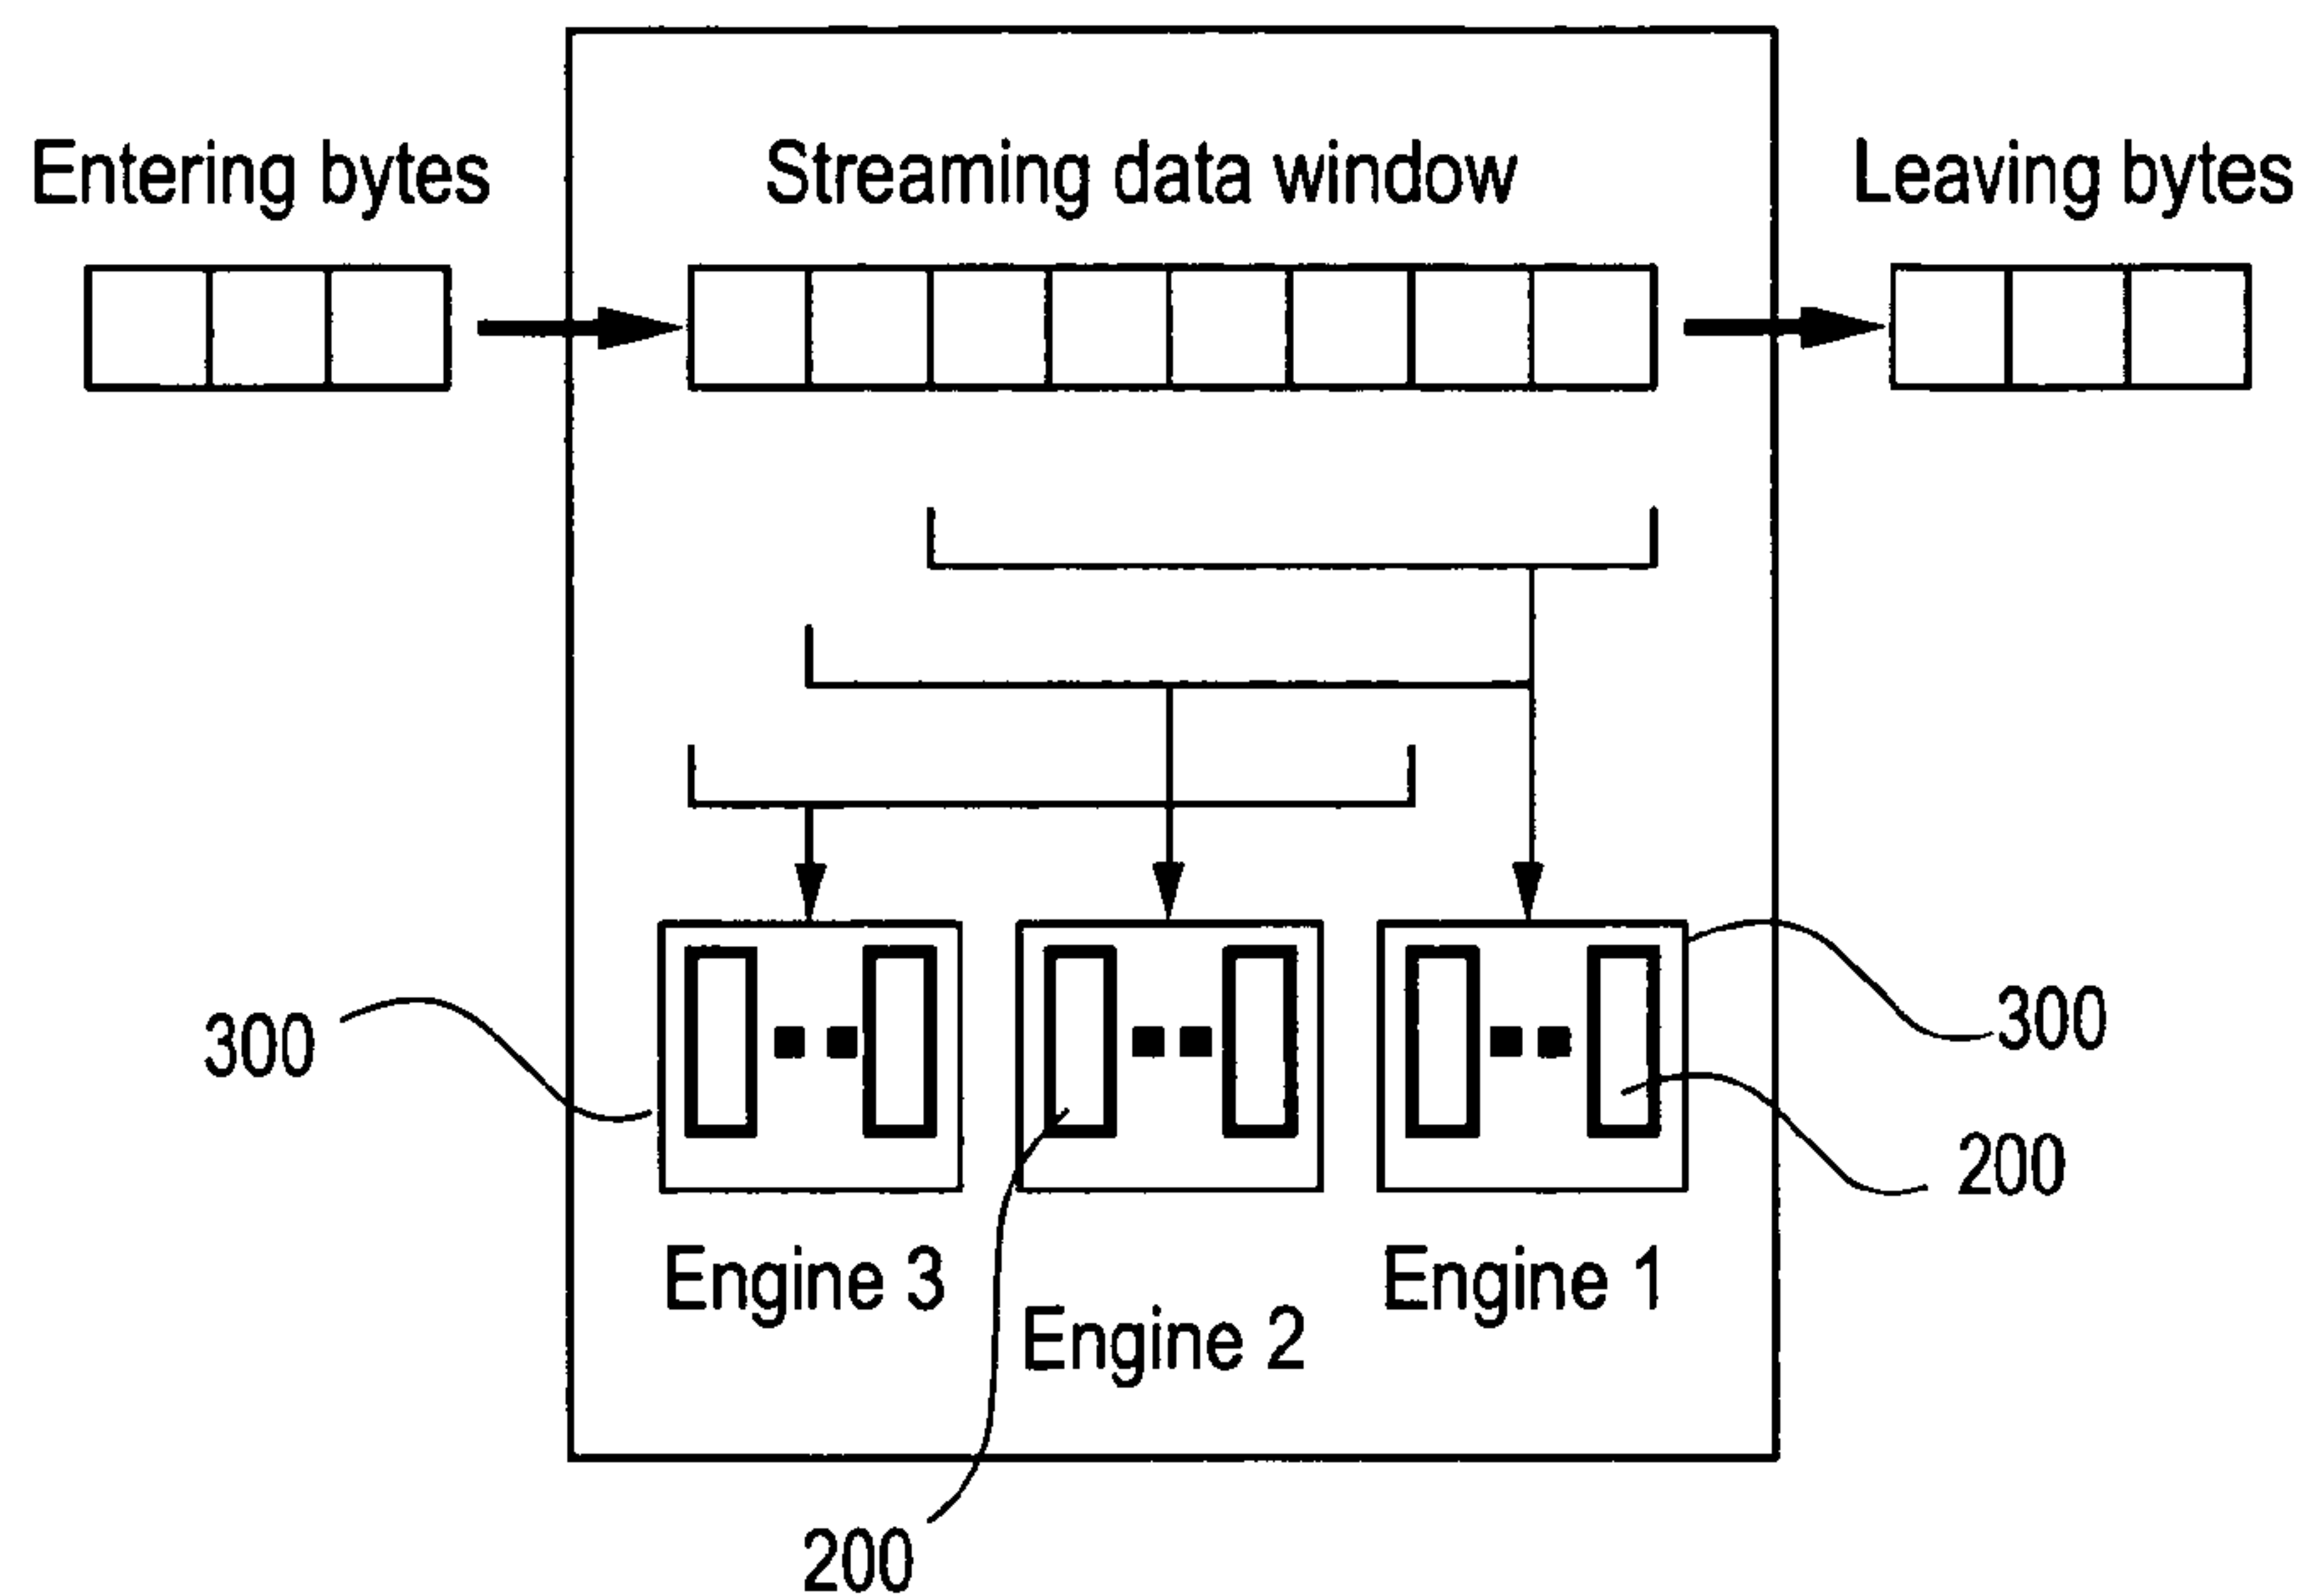 Entering bytes
Streaming data window
Leaving bytes
300
300
200
Engine 3
Engine 1
Engine 2
200